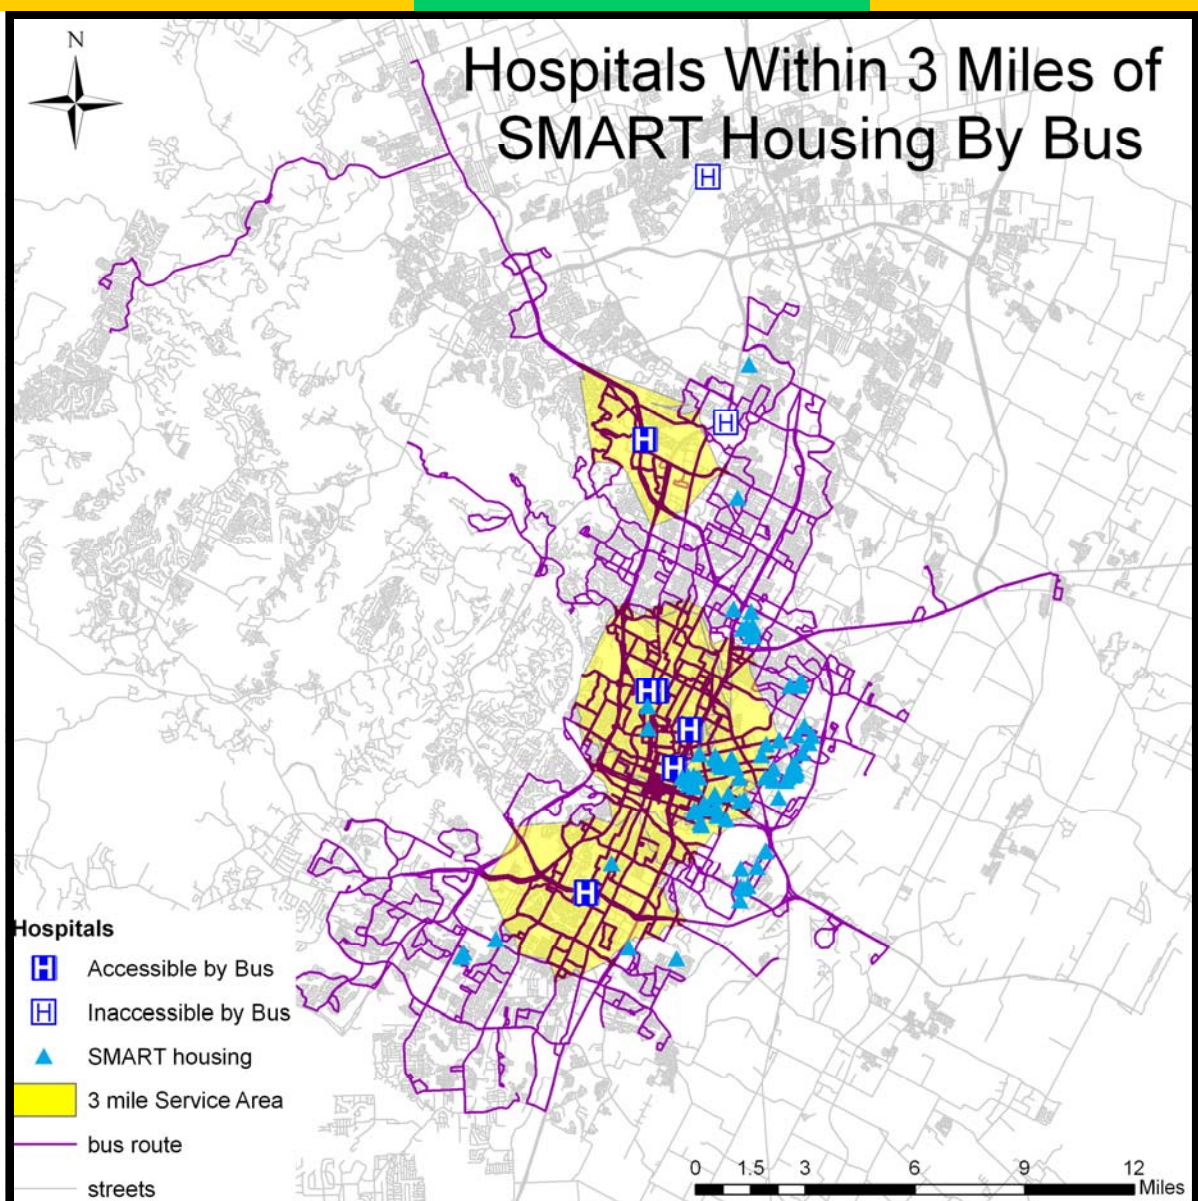 N
Hospitals Within 3 Miles of
SMART Housing By Bus
H
H
H
H
H
H
H
Hospitals
H Accessible by Bus
H Inaccessible by Bus
SMART housing
3 mile Service Area
bus route
streets
0 1.5 3 6 9 12
Miles